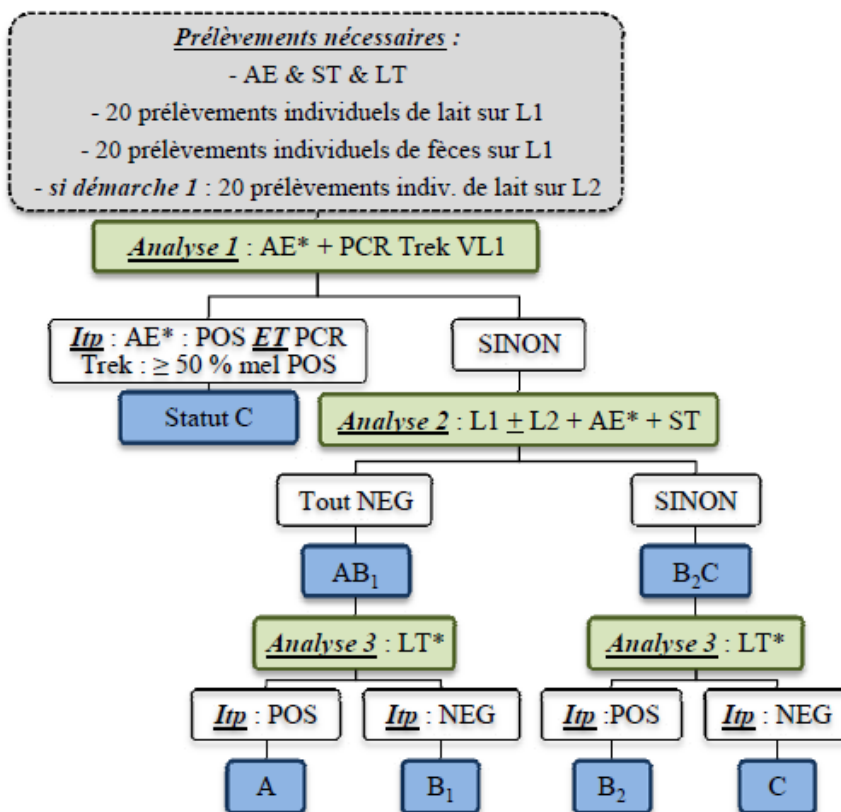 Prélèvements nécessaires :
- AE & ST & LT
- 20 prélèvements individuels de lait sur L1
- 20 prélèvements individuels de fèces sur L1
- si démarche 1 : 20 prélèvements indiv. de lait sur L2
Analyse 1 : AE* + PCR Trek VL1
Itp : AE* : POS ET PCR
Trek : ≥ 50 % mel POS
SINON
Statut C
Analyse 2 : L1 + L2 + AE* + ST
Tout NEG
SINON
AB1
B2C
Analyse 3 : LT*
Analyse 3 : LT*
Itp : POS
Itp : NEG
Itp :POS
Itp : NEG
A
B1
B2
C